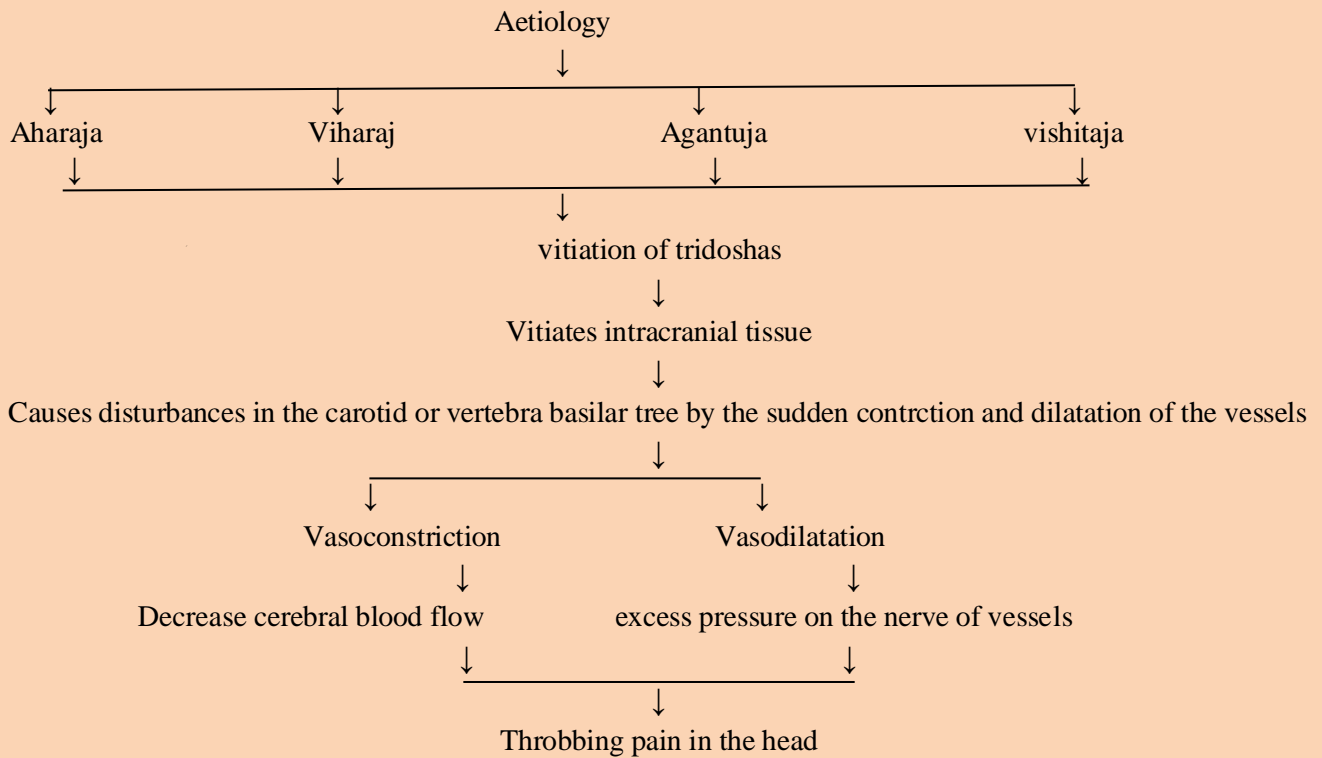 Aetiology
↓
↓ ↓ ↓ ↓
Aharaja Viharaj Agantuja vishitaja
↓ ↓ ↓ ↓
↓
vitiation of tridoshas
↓
Vitiates intracranial tissue
↓
Causes disturbances in the carotid or vertebra basilar tree by the sudden contrction and dilatation of the vessels
↓
↓ ↓
Vasoconstriction Vasodilatation
↓ ↓
Decrease cerebral blood flow excess pressure on the nerve of vessels
↓ ↓
↓
Throbbing pain in the head